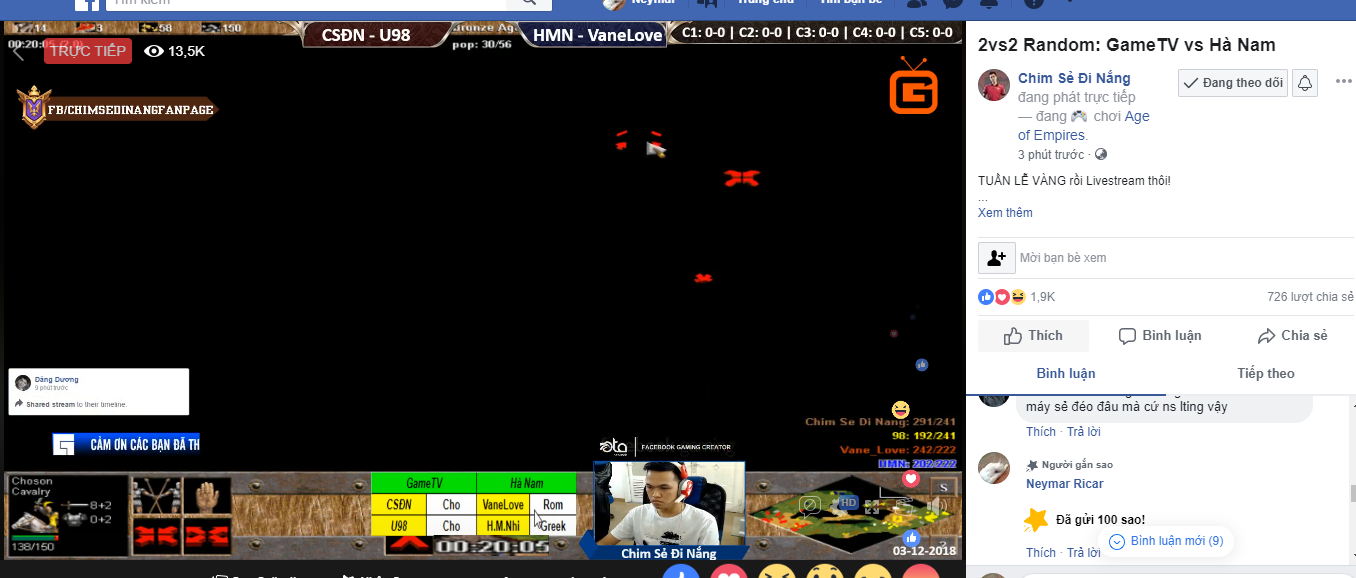 Tìm kiếm
Neymar
Trang chủ
Tìm bạn bè
14
3
58
150
00:20:05
TRỰC TIẾP
13,5K
CSĐN - U98
Bronze Age
pop: 30/56
HMN - VaneLove
C1: 0-0 | C2: 0-0 | C3: 0-0 | C4: 0-0 | C5: 0-0
FB/CHIMSEDINANGFANPAGE
Đăng Dương
9 phút trước
Shared stream to their timeline.
CẢM ƠN CÁC BẠN ĐÃ TH
FACEBOOK GAMING CREATOR
Chim Se Di Nang: 291/241
98: 192/241
Vane_Love: 242/222
HMN: 202/222
Choson
Cavalry
8+2
0+2
138/150
GameTV
Hà Nam
CSĐN
Cho
VaneLove
Rom
U98
Cho
H.M.Nhi
Greek
00:20:05
Chim Sẻ Đi Nắng
HD
S
03-12-2018
2vs2 Random: GameTV vs Hà Nam
Chim Sẻ Đi Nắng
đang phát trực tiếp
— đang 🎮 chơi Age
of Empires.
3 phút trước ·
Đang theo dõi
TUẦN LỄ VÀNG rồi Livestream thôi!
...
Xem thêm
Mời bạn bè xem
1,9K
726 lượt chia sẻ
Thích
Bình luận
Chia sẻ
Bình luận
Tiếp theo
máy sẻ đéo đâu mà cứ ns lting vậy
Thích · Trả lời
Người gắn sao
Neymar Ricar
Đã gửi 100 sao!
Thích · Trả lời
Bình luận mới (9)